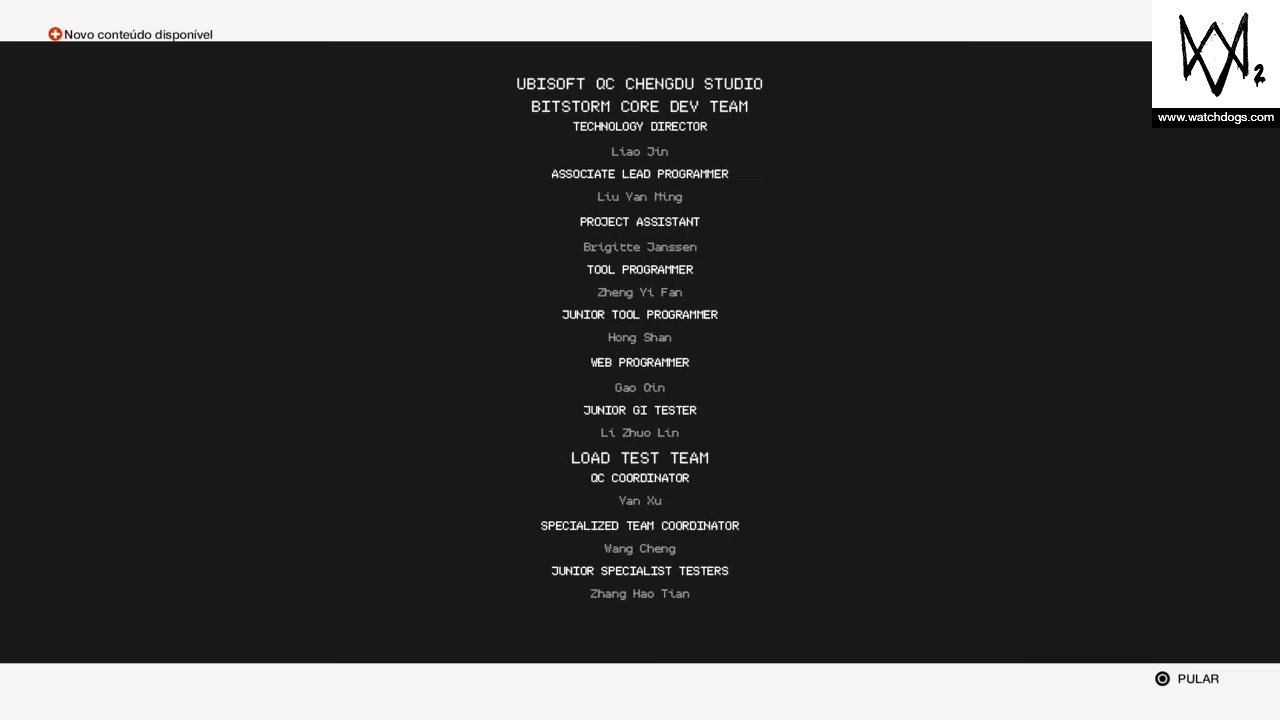 Novo conteúdo disponível
2
www.watchdogs.com
UBISOFT QC CHENGDU STUDIO
BITSTORM CORE DEV TEAM
TECHNOLOGY DIRECTOR
Liao Jin
ASSOCIATE LEAD PROGRAMMER
Liu Yan Ming
PROJECT ASSISTANT
Brigitte Janssen
TOOL PROGRAMMER
Zheng Yi Fan
JUNIOR TOOL PROGRAMMER
Hong Shan
WEB PROGRAMMER
Gao Qin
JUNIOR GI TESTER
Li Zhuo Lin
LOAD TEST TEAM
QC COORDINATOR
Yan Xu
SPECIALIZED TEAM COORDINATOR
Wang Cheng
JUNIOR SPECIALIST TESTERS
Zhang Hao Tian
PULAR